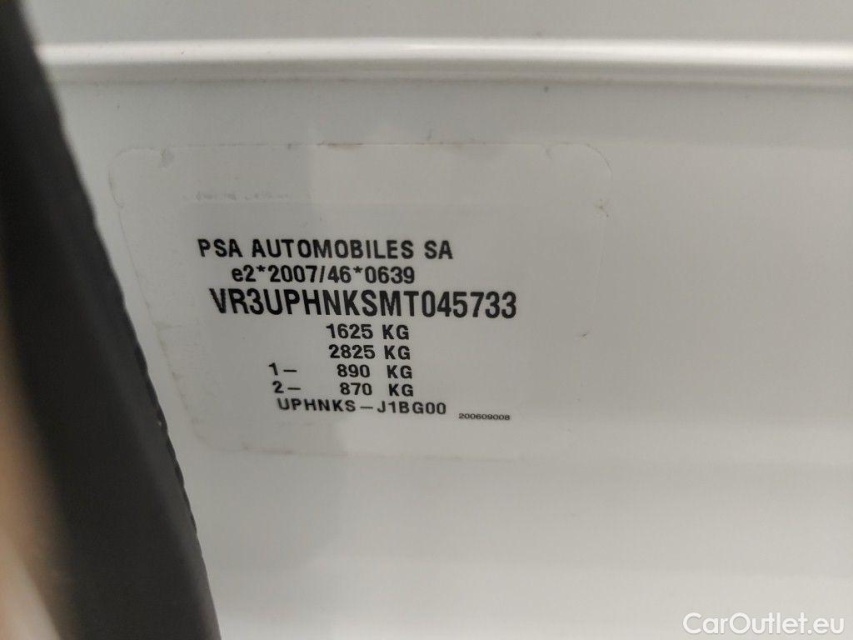 PSA AUTOMOBILES SA
e2*2007/46*0639
VR3UPHNKSMT045733
1625 KG
2825 KG
1- 890 KG
2- 870 KG
UPHNKS-J1BG00
200609008
CarOutlet.eu